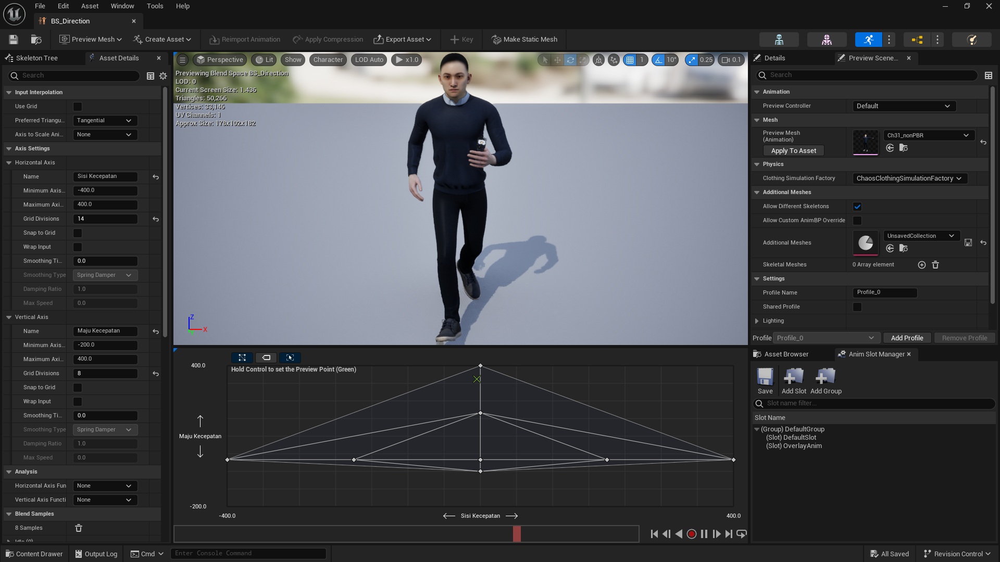 File Edit Asset Window Tools Help
BS_Direction
Preview Mesh Create Asset Reimport Animation Apply Compression Export Asset Key Make Static Mesh
Skeleton Tree Asset Details
Search
Input Interpolation
Use Grid
Preferred Triangu... Tangential
Axis to Scale Ani... None
Axis Settings
Horizontal Axis
Name Sisi Kecepatan
Minimum Axis... -400.0
Maximum Axi... 400.0
Grid Divisions 14
Snap to Grid
Wrap Input
Smoothing Ti... 0.0
Smoothing Type Spring Damper
Damping Ratio 1.0
Max Speed 0.0
Vertical Axis
Name Maju Kecepatan
Minimum Axis... -200.0
Maximum Axi... 400.0
Grid Divisions 8
Snap to Grid
Wrap Input
Smoothing Ti... 0.0
Smoothing Type Spring Damper
Damping Ratio 1.0
Max Speed 0.0
Analysis
Horizontal Axis Fun None
Vertical Axis Functi None
Blend Samples
8 Samples
Idle (0)
Perspective Lit Show Character LOD Auto x1.0 1 10° 0.25 0.1
Previewing Blend Space BS_Direction
LOD: 0
Current Screen Size: 1.436
Triangles: 50,266
Vertices: 33,146
UV Channels: 1
Approx Size: 178x102x182
Z
X
400.0
Hold Control to set the Preview Point (Green)
Maju Kecepatan
-200.0
-400.0 Sisi Kecepatan 400.0
Details Preview Scene...
Search
Animation
Preview Controller Default
Mesh
Preview Mesh
(Animation)
Ch31_nonPBR
Apply To Asset
Physics
Clothing Simulation Factory ChaosClothingSimulationFactory
Additional Meshes
Allow Different Skeletons
Allow Custom AnimBP Override
Additional Meshes UnsavedCollection
Skeletal Meshes 0 Array element
Settings
Profile Name Profile_0
Shared Profile
Lighting
Profile Profile_0 Add Profile Remove Profile
Asset Browser Anim Slot Manager
Save Add Slot Add Group
Slot name filter...
Slot Name
(Group) DefaultGroup
(Slot) DefaultSlot
(Slot) OverlayAnim
Content Drawer Output Log Cmd Enter Console Command All Saved Revision Control